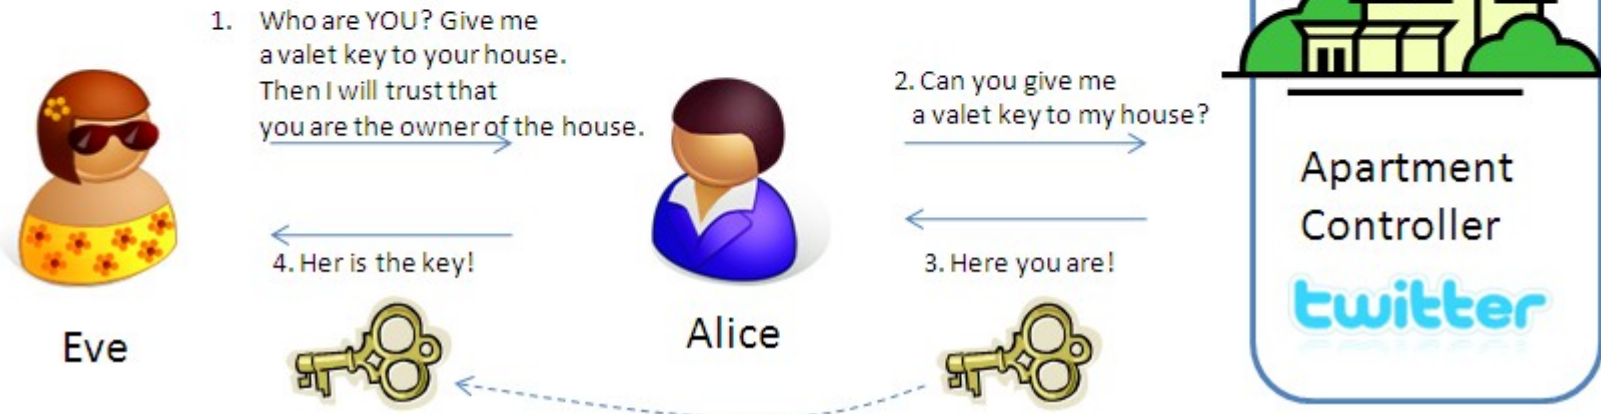 1. Who are YOU? Give me
a valet key to your house.
Then I will trust that
you are the owner of the house.
2. Can you give me
a valet key to my house?
4. Her is the key!
3. Here you are!
Eve
Alice
Apartment
Controller
twitter